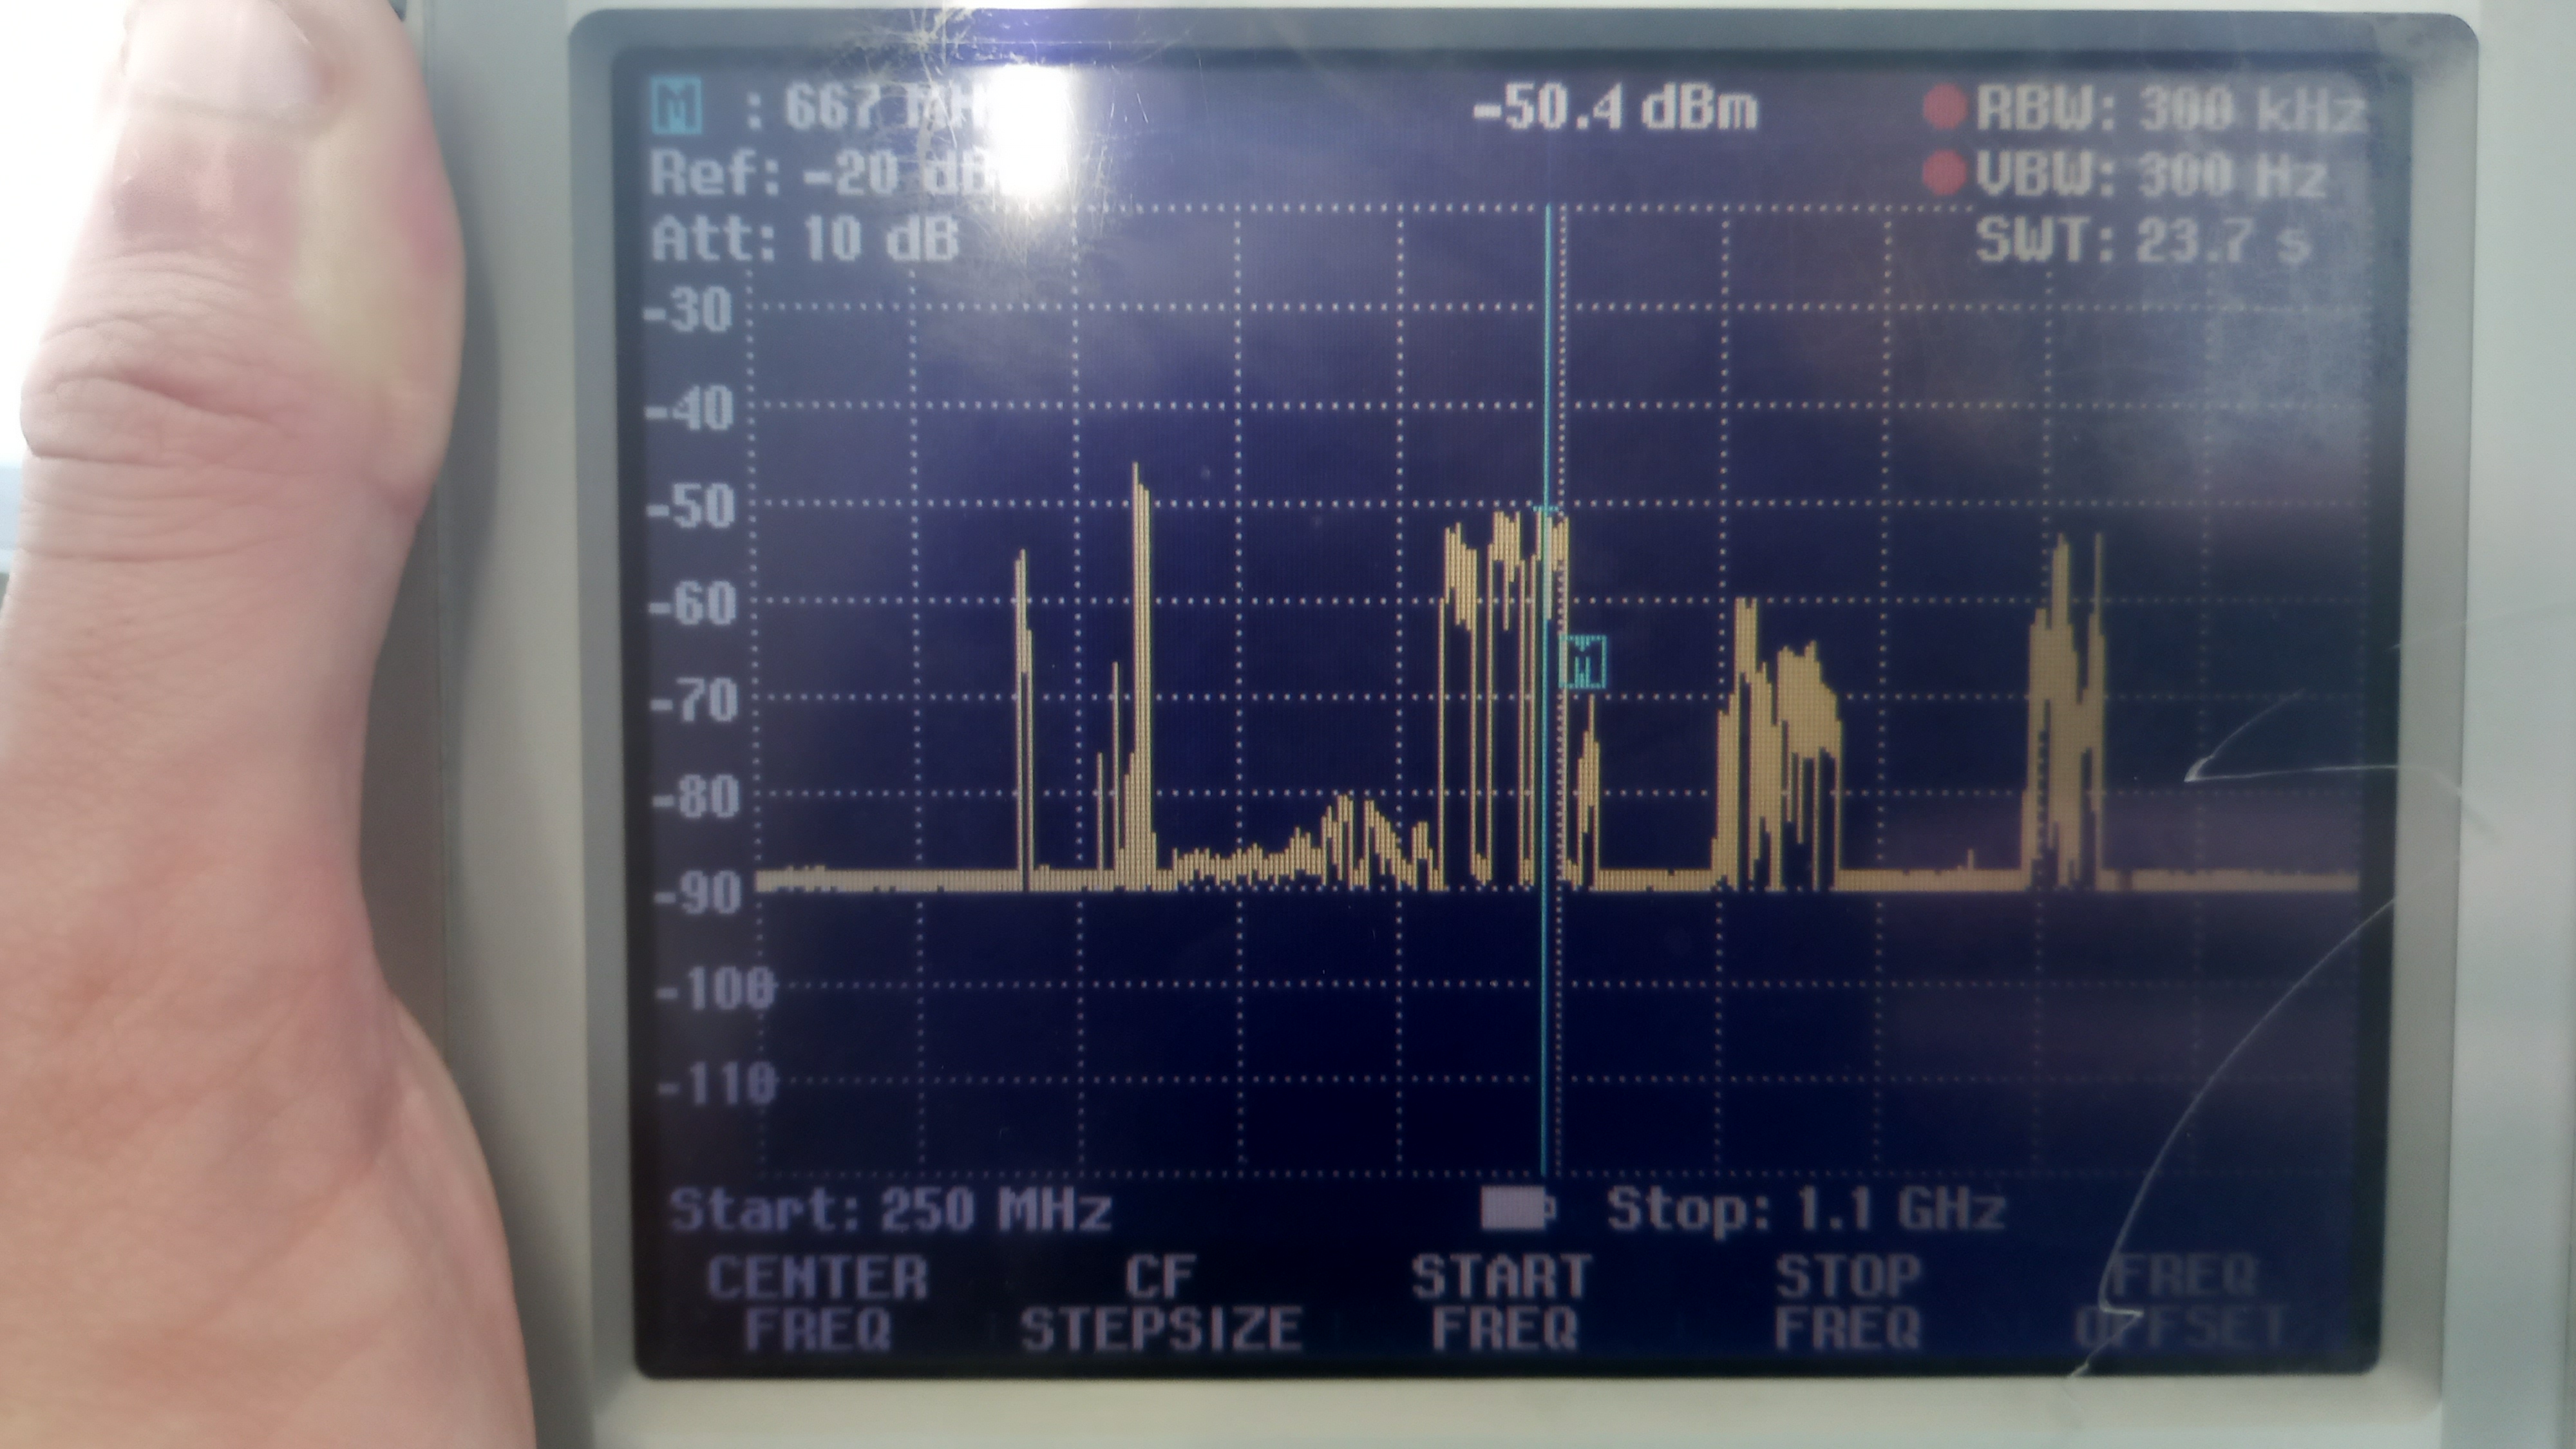 M : 667 -50.4 dBm RBW: 300 kHz
Ref: -20 VBW: 300 Hz
Att: 10 dB SWT: 23.7 s
-30
-40
-50
-60
M
-70
-80
-90
-100
-110
Start: 250 MHz Stop: 1.1 GHz
CENTER CF START STOP FREQ
FREQ STEPSIZE FREQ FREQ OFFSET